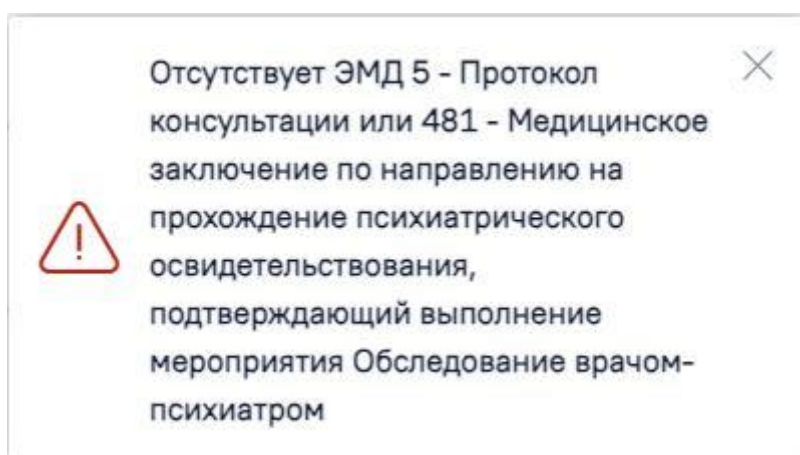 Отсутствует ЭМД 5 - Протокол
консультации или 481 - Медицинское
заключение по направлению на
прохождение психиатрического
освидетельствования,
подтверждающий выполнение
мероприятия Обследование врачом-
психиатром